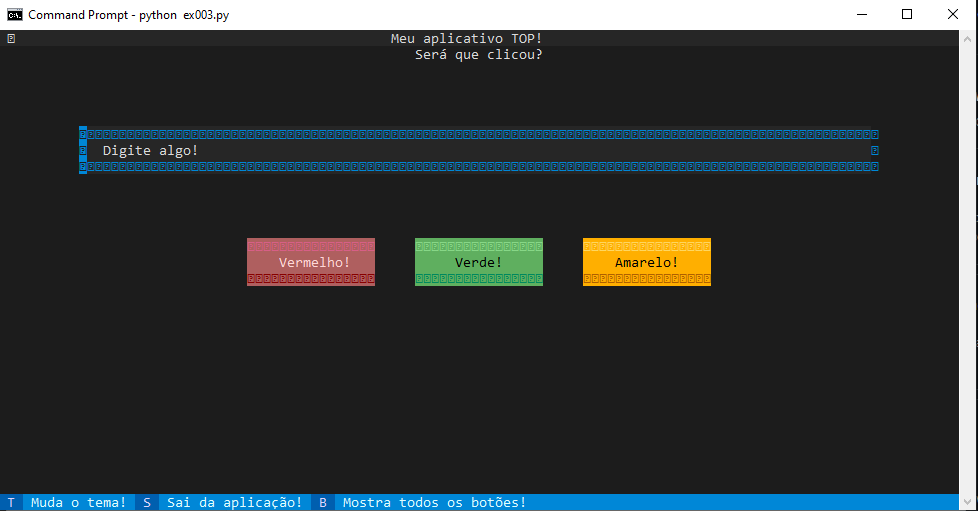 Command Prompt - python ex003.py
Meu aplicativo TOP!
Será que clicou?
Digite algo!
Vermelho! Verde! Amarelo!
T Muda o tema! S Sai da aplicação! B Mostra todos os botões!